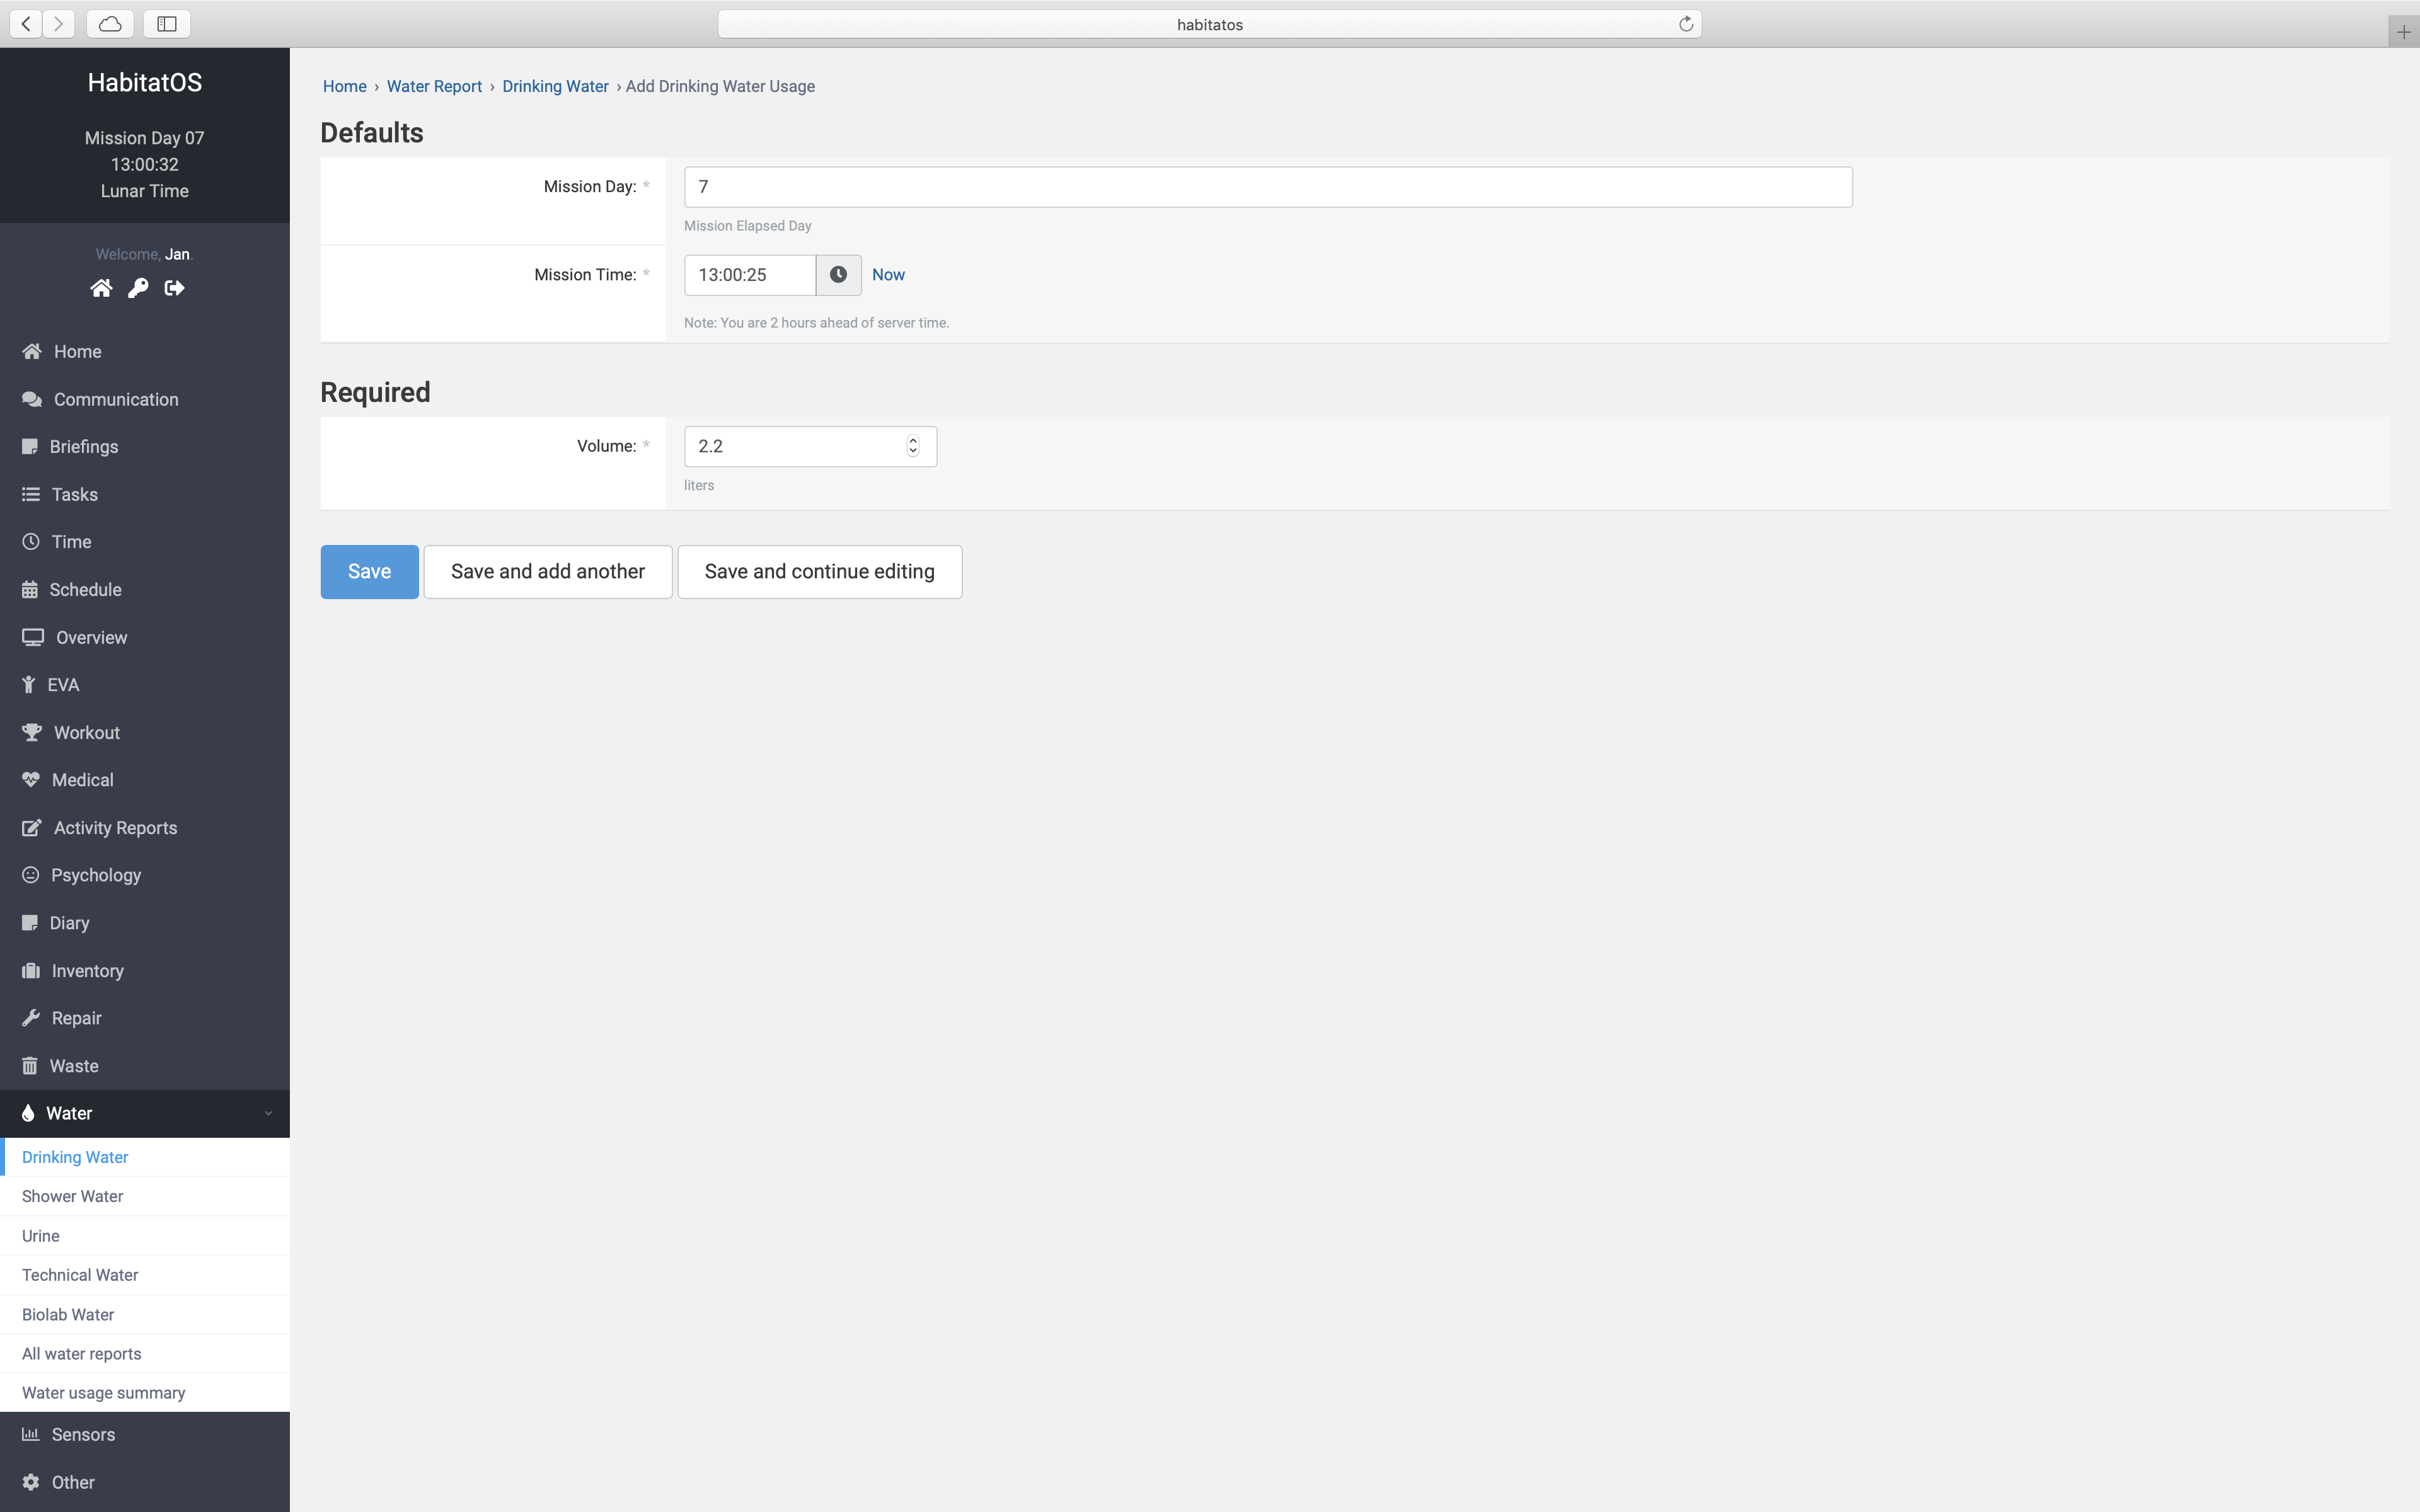 habitatos
HabitatOS
Mission Day 07
13:00:32
Lunar Time
Welcome, Jan.
Home
Communication
Briefings
Tasks
Time
Schedule
Overview
EVA
Workout
Medical
Activity Reports
Psychology
Diary
Inventory
Repair
Waste
Water
Drinking Water
Shower Water
Urine
Technical Water
Biolab Water
All water reports
Water usage summary
Sensors
Other
Home › Water Report › Drinking Water › Add Drinking Water Usage
Defaults
Mission Day: * 7
Mission Elapsed Day
Mission Time: * 13:00:25 Now
Note: You are 2 hours ahead of server time.
Required
Volume: * 2.2
liters
Save Save and add another Save and continue editing